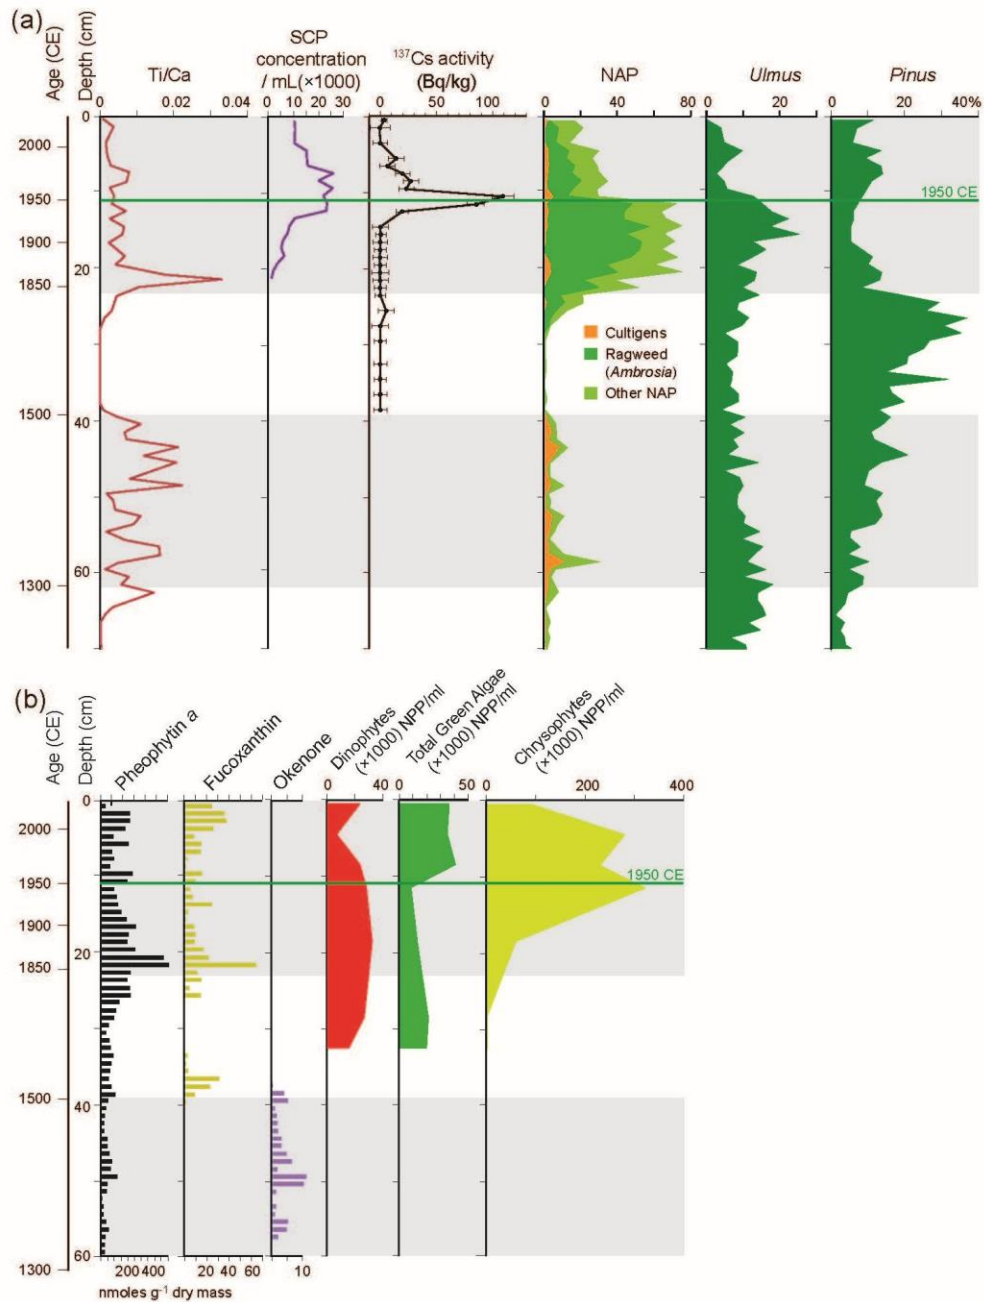 (a)
Age (CE)
Depth (cm)
Ti/Ca
0 0.02 0.04
SCP
concentration
/ mL(×1000)
0 10 20 30
¹³⁷Cs activity
(Bq/kg)
0 50 100
NAP
0 40 80
Ulmus
0 20
Pinus
0 20 40%
0
2000
1950
1950 CE
1900
20
1850
Cultigens
Ragweed
(Ambrosia)
Other NAP
1500
40
1300
60
(b)
Age (CE)
Depth (cm)
Pheophytin a
Fucoxanthin
Okenone
Dinophytes
(×1000) NPP/ml
Total Green Algae
(×1000) NPP/ml
Chrysophytes
(×1000) NPP/ml
0 40
0 50
0 200 400
0
2000
1950
1950 CE
1900
20
1850
1500
40
60
1300
200 400
20 40 60
10
nmoles g⁻¹ dry mass